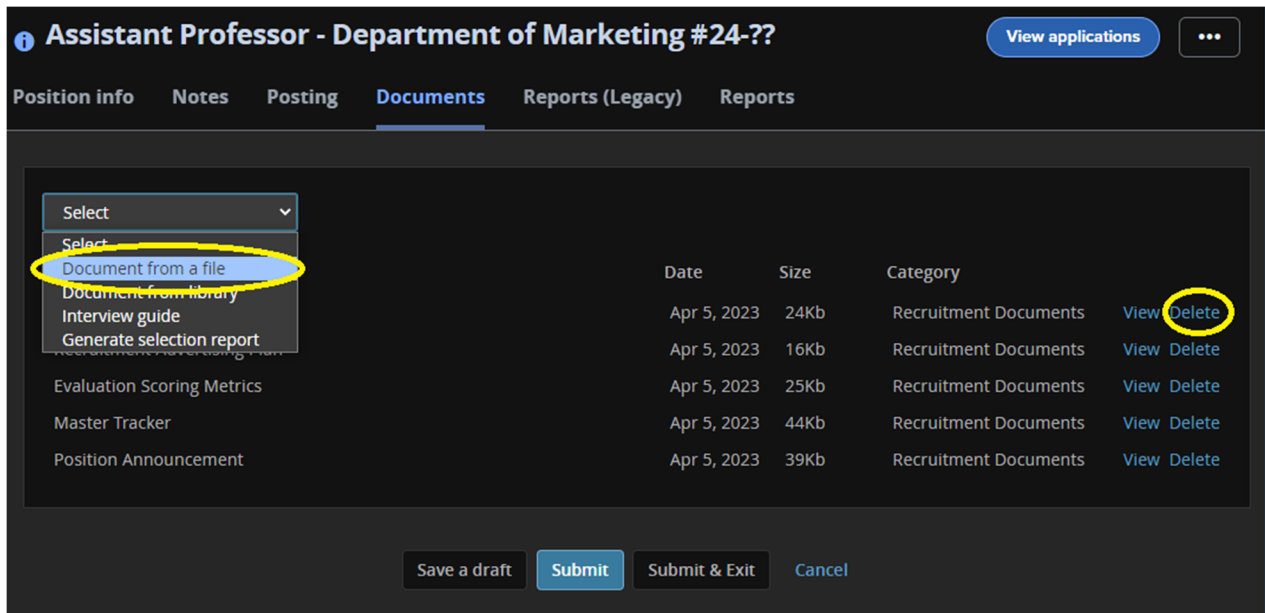 Assistant Professor - Department of Marketing #24-??
View applications
•••
Position info Notes Posting Documents Reports (Legacy) Reports
Select
Select
Document from a file
Document from library
Interview guide
Generate selection report
Date Size Category
Apr 5, 2023 24Kb Recruitment Documents View Delete
Recruitment Advertising Plan Apr 5, 2023 16Kb Recruitment Documents View Delete
Evaluation Scoring Metrics Apr 5, 2023 25Kb Recruitment Documents View Delete
Master Tracker Apr 5, 2023 44Kb Recruitment Documents View Delete
Position Announcement Apr 5, 2023 39Kb Recruitment Documents View Delete
Save a draft Submit Submit & Exit Cancel